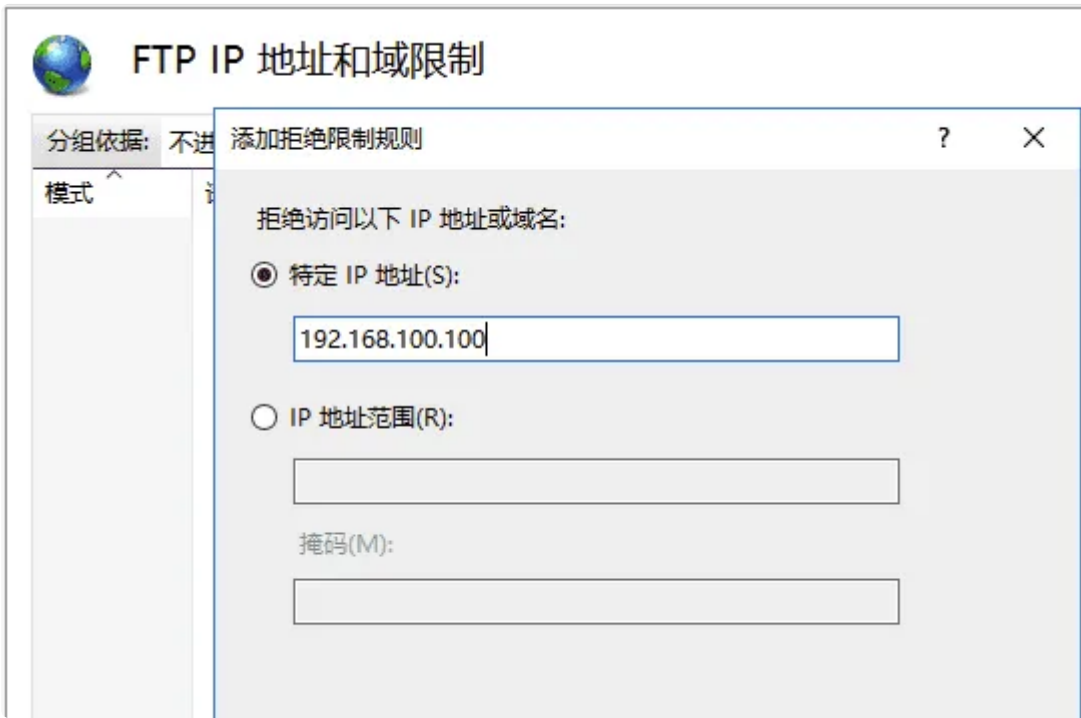 FTP IP 地址和域限制
分组依据: 不进
添加拒绝限制规则 ?
模式
拒绝访问以下 IP 地址或域名:
特定 IP 地址(S):
192.168.100.100
IP 地址范围(R):
掩码(M):